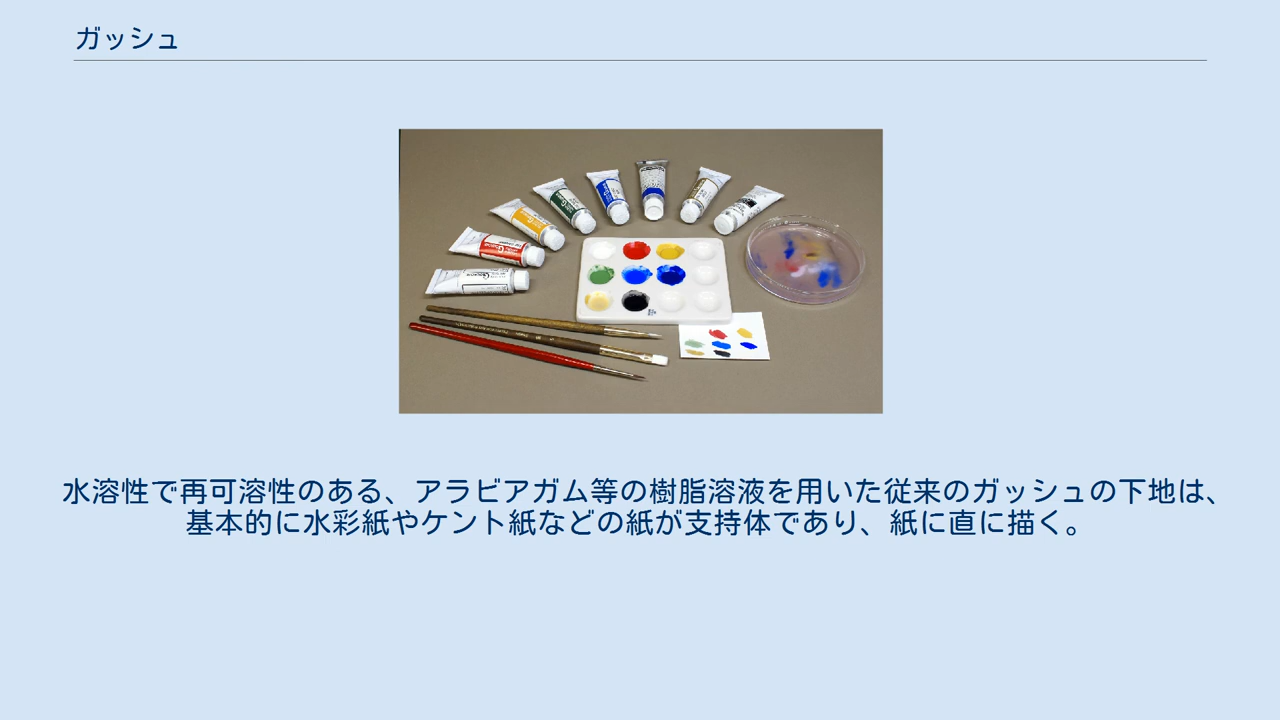 ガッシュ
水溶性で再可溶性のある、アラビアガム等の樹脂溶液を用いた従来のガッシュの下地は、
基本的に水彩紙やケント紙などの紙が支持体であり、紙に直に描く。